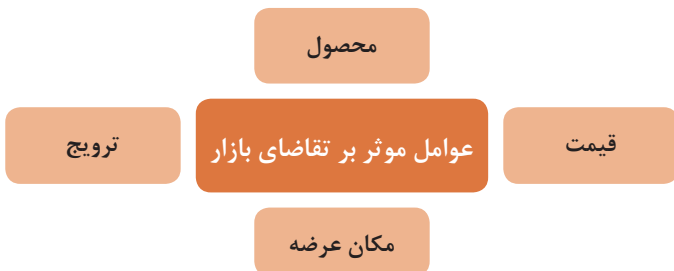 محصول
قیمت
عوامل موثر بر تقاضای بازار
ترویج
مکان عرضه